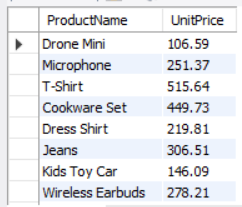 ProductName UnitPrice
Drone Mini 106.59
Microphone 251.37
T-Shirt 515.64
Cookware Set 449.73
Dress Shirt 219.81
Jeans 306.51
Kids Toy Car 146.09
Wireless Earbuds 278.21